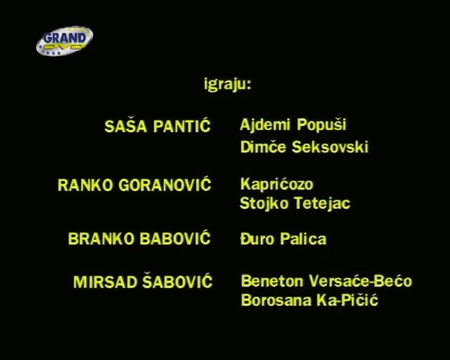 GRAND
igraju:
SAŠA PANTIĆ Ajdemi Popuši
Dimče Seksovski
RANKO GORANOVIĆ Kaprićozo
Stojko Tetejac
BRANKO BABOVIĆ Đuro Palica
MIRSAD ŠABOVIĆ Beneton Versaće-Bećo
Borosana Ka-Pičić